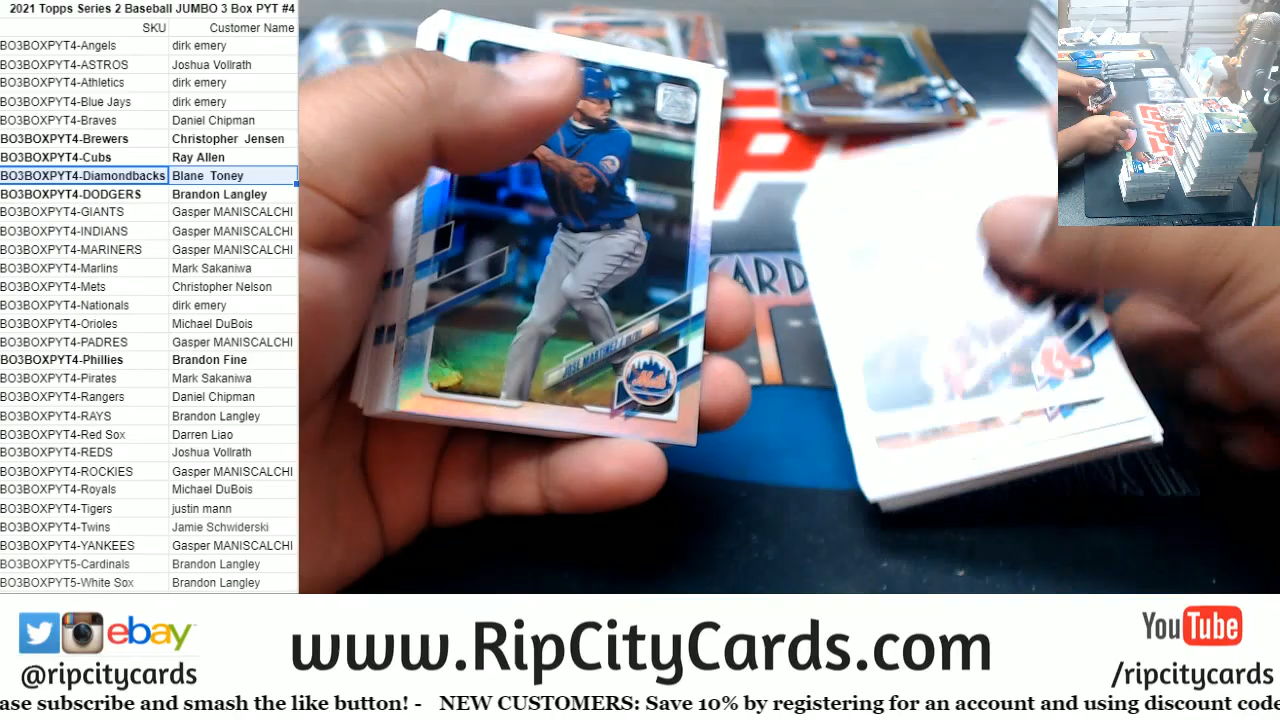 2021 Topps Series 2 Baseball JUMBO 3 Box PYT #4
SKU Customer Name
BO3BOXPYT4-Angels dirk emery
BO3BOXPYT4-ASTROS Joshua Vollrath
BO3BOXPYT4-Athletics dirk emery
BO3BOXPYT4-Blue Jays dirk emery
BO3BOXPYT4-Braves Daniel Chipman
BO3BOXPYT4-Brewers Christopher Jensen
BO3BOXPYT4-Cubs Ray Allen
BO3BOXPYT4-Diamondbacks Blane Toney
BO3BOXPYT4-DODGERS Brandon Langley
BO3BOXPYT4-GIANTS Gasper MANISCALCHI
BO3BOXPYT4-INDIANS Gasper MANISCALCHI
BO3BOXPYT4-MARINERS Gasper MANISCALCHI
BO3BOXPYT4-Marlins Mark Sakaniwa
BO3BOXPYT4-Mets Christopher Nelson
BO3BOXPYT4-Nationals dirk emery
BO3BOXPYT4-Orioles Michael DuBois
BO3BOXPYT4-PADRES Gasper MANISCALCHI
BO3BOXPYT4-Phillies Brandon Fine
BO3BOXPYT4-Pirates Mark Sakaniwa
BO3BOXPYT4-Rangers Daniel Chipman
BO3BOXPYT4-RAYS Brandon Langley
BO3BOXPYT4-Red Sox Darren Liao
BO3BOXPYT4-REDS Joshua Vollrath
BO3BOXPYT4-ROCKIES Gasper MANISCALCHI
BO3BOXPYT4-Royals Michael DuBois
BO3BOXPYT4-Tigers justin mann
BO3BOXPYT4-Twins Jamie Schwiderski
BO3BOXPYT4-YANKEES Gasper MANISCALCHI
BO3BOXPYT5-Cardinals Brandon Langley
BO3BOXPYT5-White Sox Brandon Langley
JOSE MARTINEZ
Mets
CARD
ebay
@ripcitycards
www.RipCityCards.com
YouTube
/ripcitycards
ase subscribe and smash the like button! - NEW CUSTOMERS: Save 10% by registering for an account and using discount code